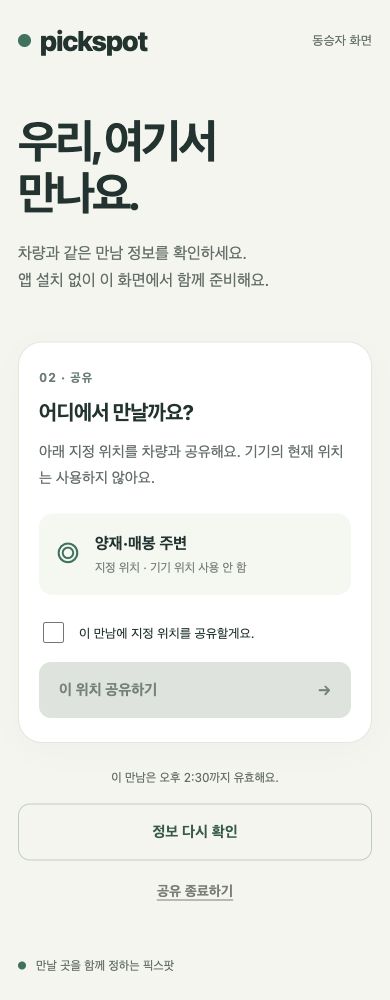 pickspot
동승자 화면
우리, 여기서
만나요.
차량과 같은 만남 정보를 확인하세요.
앱 설치 없이 이 화면에서 함께 준비해요.
02 · 공유
어디에서 만날까요?
아래 지정 위치를 차량과 공유해요. 기기의 현재 위치
는 사용하지 않아요.
양재·매봉 주변
지정 위치 · 기기 위치 사용 안 함
이 만남에 지정 위치를 공유할게요.
이 위치 공유하기 →
이 만남은 오후 2:30까지 유효해요.
정보 다시 확인
공유 종료하기
만날 곳을 함께 정하는 픽스팟